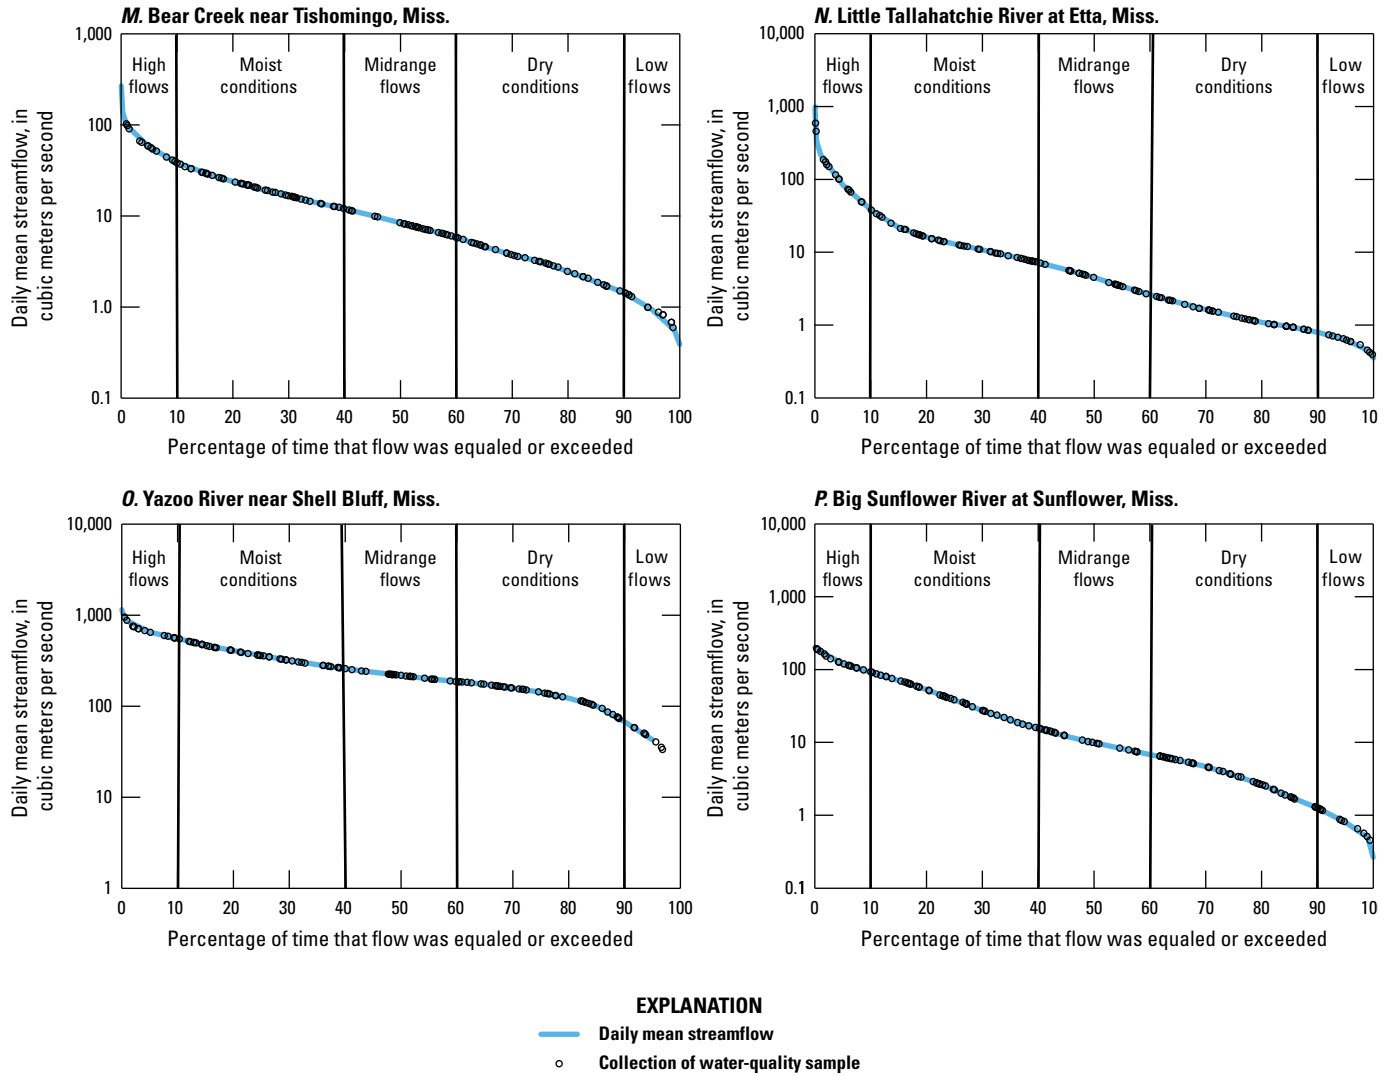 M. Bear Creek near Tishomingo, Miss.
1,000
100
10
1.0
0.1
Daily mean streamflow, in
cubic meters per second
High
flows
Moist
conditions
Midrange
flows
Dry
conditions
Low
flows
0 10 20 30 40 50 60 70 80 90 100
Percentage of time that flow was equaled or exceeded
N. Little Tallahatchie River at Etta, Miss.
10,000
1,000
100
10
1
0.1
Daily mean streamflow, in
cubic meters per second
High
flows
Moist
conditions
Midrange
flows
Dry
conditions
Low
flows
0 10 20 30 40 50 60 70 80 90 10
Percentage of time that flow was equaled or exceeded
O. Yazoo River near Shell Bluff, Miss.
10,000
1,000
100
10
1
Daily mean streamflow, in
cubic meters per second
High
flows
Moist
conditions
Midrange
flows
Dry
conditions
Low
flows
0 10 20 30 40 50 60 70 80 90 100
Percentage of time that flow was equaled or exceeded
P. Big Sunflower River at Sunflower, Miss.
10,000
1,000
100
10
1
0.1
Daily mean streamflow, in
cubic meters per second
High
flows
Moist
conditions
Midrange
flows
Dry
conditions
Low
flows
0 10 20 30 40 50 60 70 80 90 10
Percentage of time that flow was equaled or exceeded
EXPLANATION
Daily mean streamflow
Collection of water-quality sample